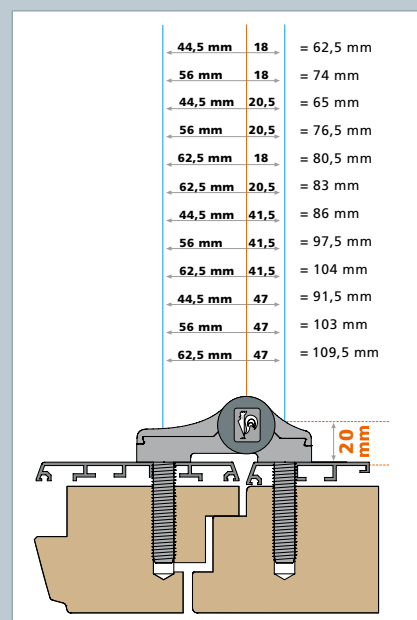 44,5 mm 18 = 62,5 mm
56 mm 18 = 74 mm
44,5 mm 20,5 = 65 mm
56 mm 20,5 = 76,5 mm
62,5 mm 18 = 80,5 mm
62,5 mm 20,5 = 83 mm
44,5 mm 41,5 = 86 mm
56 mm 41,5 = 97,5 mm
62,5 mm 41,5 = 104 mm
44,5 mm 47 = 91,5 mm
56 mm 47 = 103 mm
62,5 mm 47 = 109,5 mm
20
mm